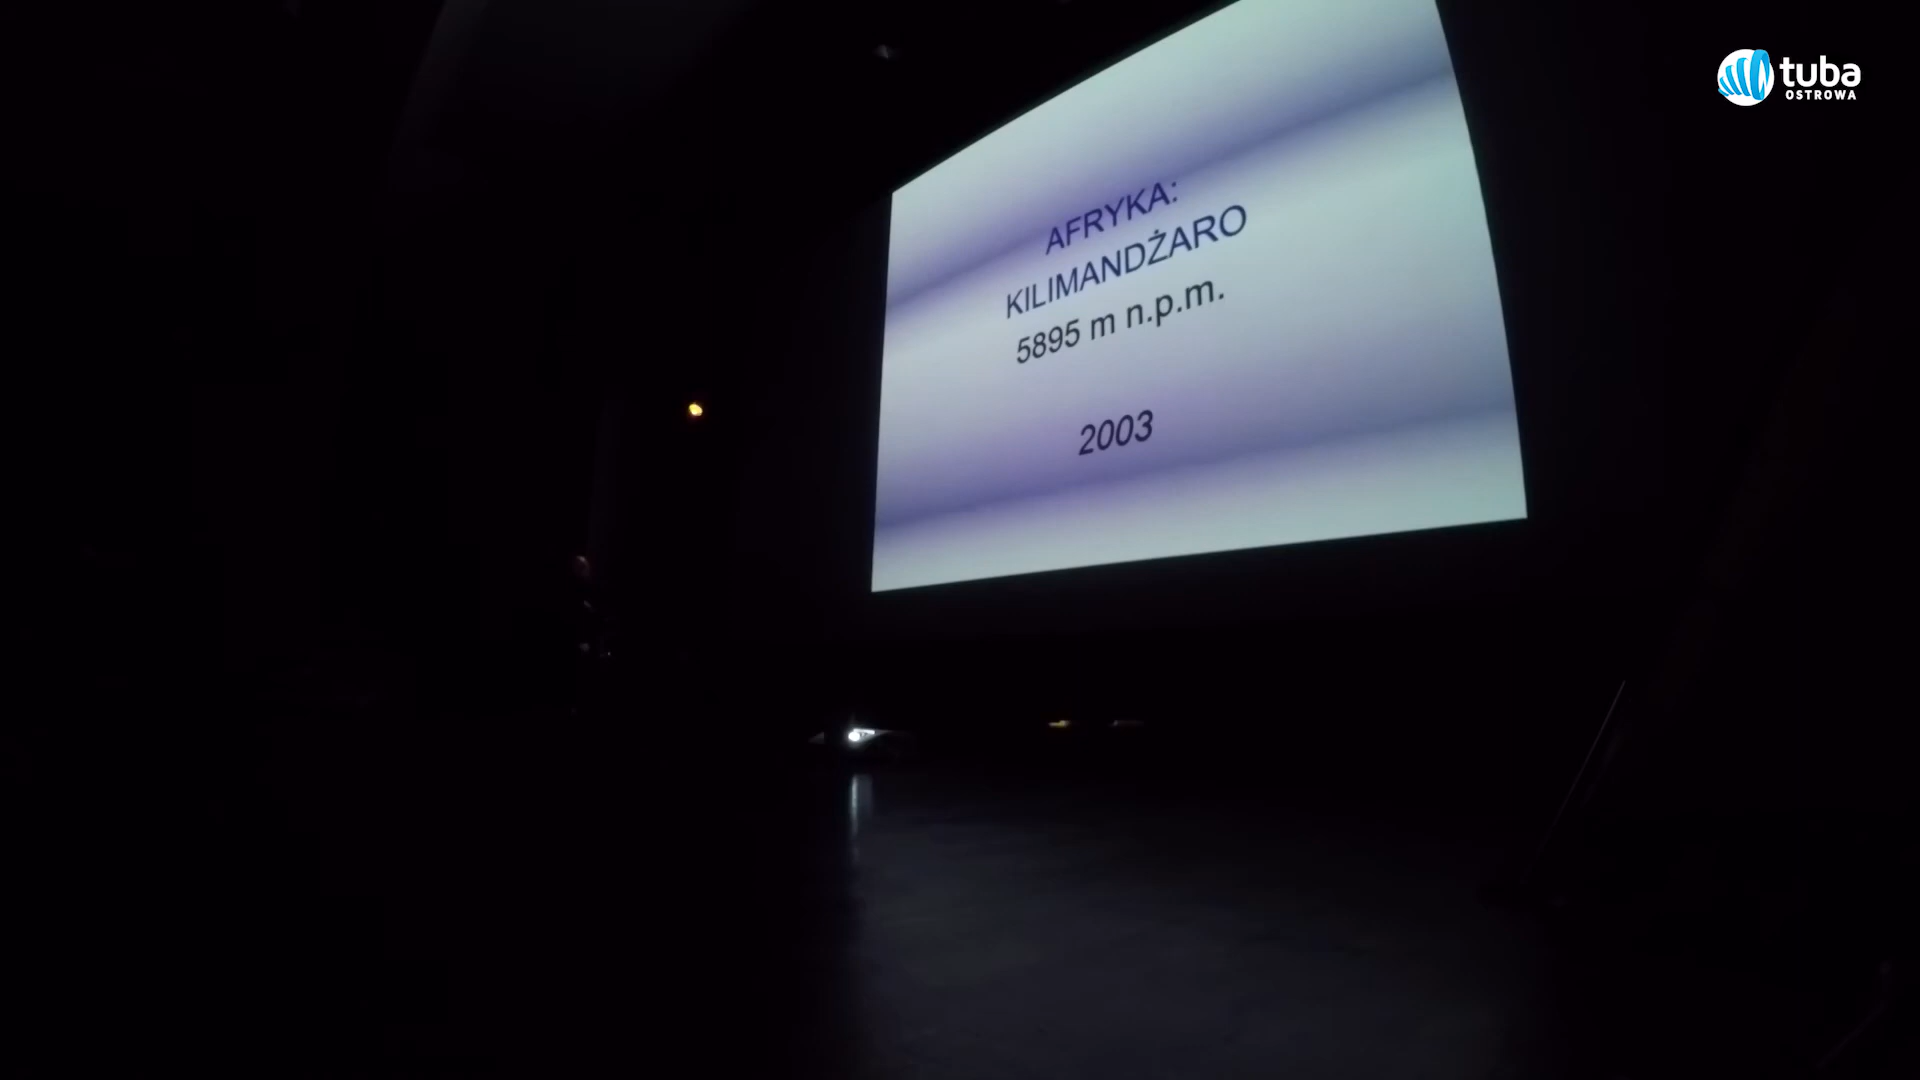 tuba
OSTROWA
AFRYKA:
KILIMANDŻARO
5895 m n.p.m.
2003